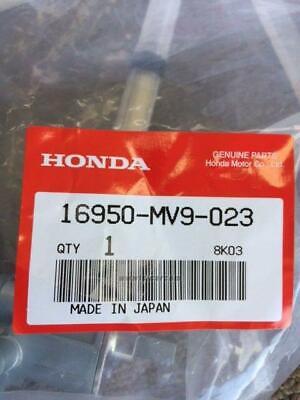 HONDA
GENUINE PARTS
Honda Motor Co., Ltd.
16950-MV9-023
QTY 1 8K03
MADE IN JAPAN